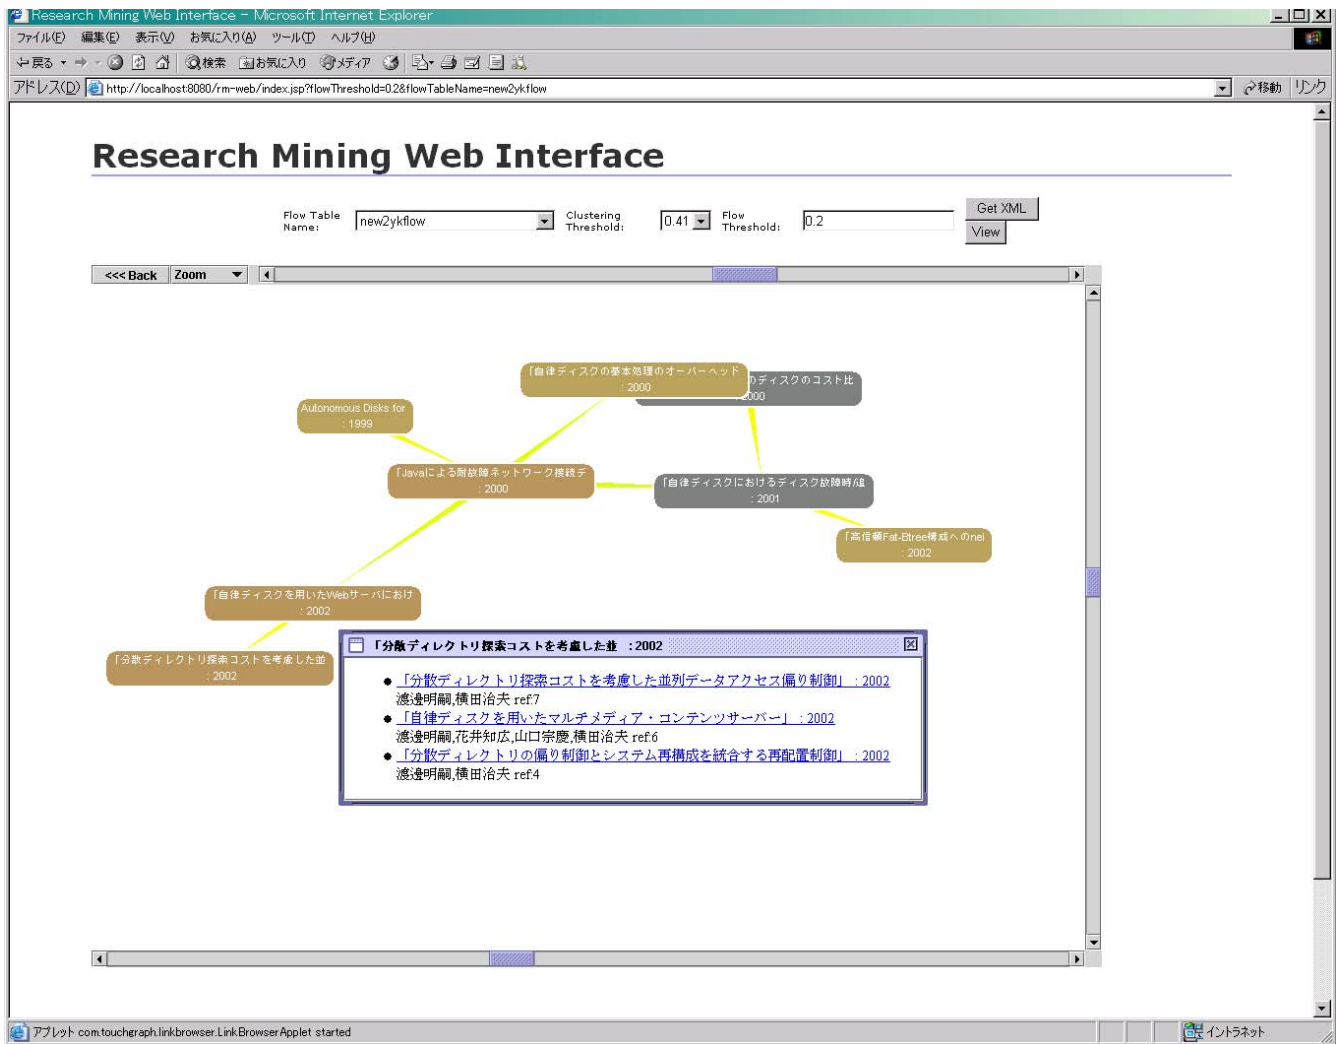 Research Mining Web Interface - Microsoft Internet Explorer
ファイル(F) 編集(E) 表示(V) お気に入り(A) ツール(T) ヘルプ(H)
戻る 検索 お気に入り メディア
アドレス(D) http://localhost:8080/rm-web/index.jsp?flowThreshold=0.2&flowTableName=new2ykflow 移動 リンク
Research Mining Web Interface
Flow Table Name: new2ykflow Clustering Threshold: 0.41 Flow Threshold: 0.2 Get XML
View
<<< Back Zoom
「自律ディスクの基本処理のオーバーヘッド
: 2000
のディスクのコスト比
: 2000
Autonomous Disks for
: 1999
「Javaによる耐故障ネットワーク接続デ
: 2000
「自律ディスクにおけるディスク故障時/追
: 2001
「高信頼Fat-Btree構成へのnei
: 2002
「自律ディスクを用いたWebサーバにおけ
: 2002
「分散ディレクトリ探索コストを考慮した並
: 2002
「分散ディレクトリ探索コストを考慮した並 : 2002
「分散ディレクトリ探索コストを考慮した並列データアクセス偏り制御」 : 2002
渡邊明嗣,横田治夫 ref:7
「自律ディスクを用いたマルチメディア・コンテンツサーバー」 : 2002
渡邊明嗣,花井知広,山口宗慶,横田治夫 ref:6
「分散ディレクトリの偏り制御とシステム再構成を統合する再配置制御」 : 2002
渡邊明嗣,横田治夫 ref:4
アプレット com.touchgraph.linkbrowser.LinkBrowserApplet started イントラネット